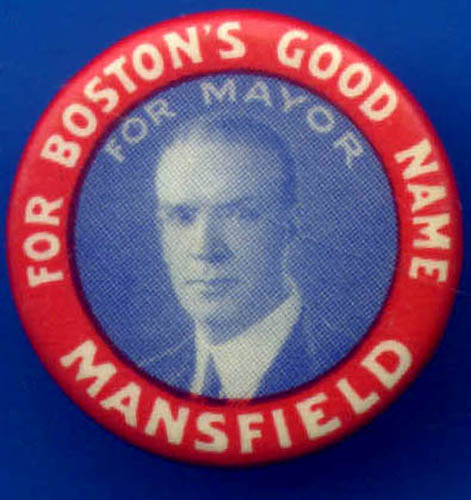 FOR BOSTON'S GOOD NAME
FOR MAYOR
MANSFIELD